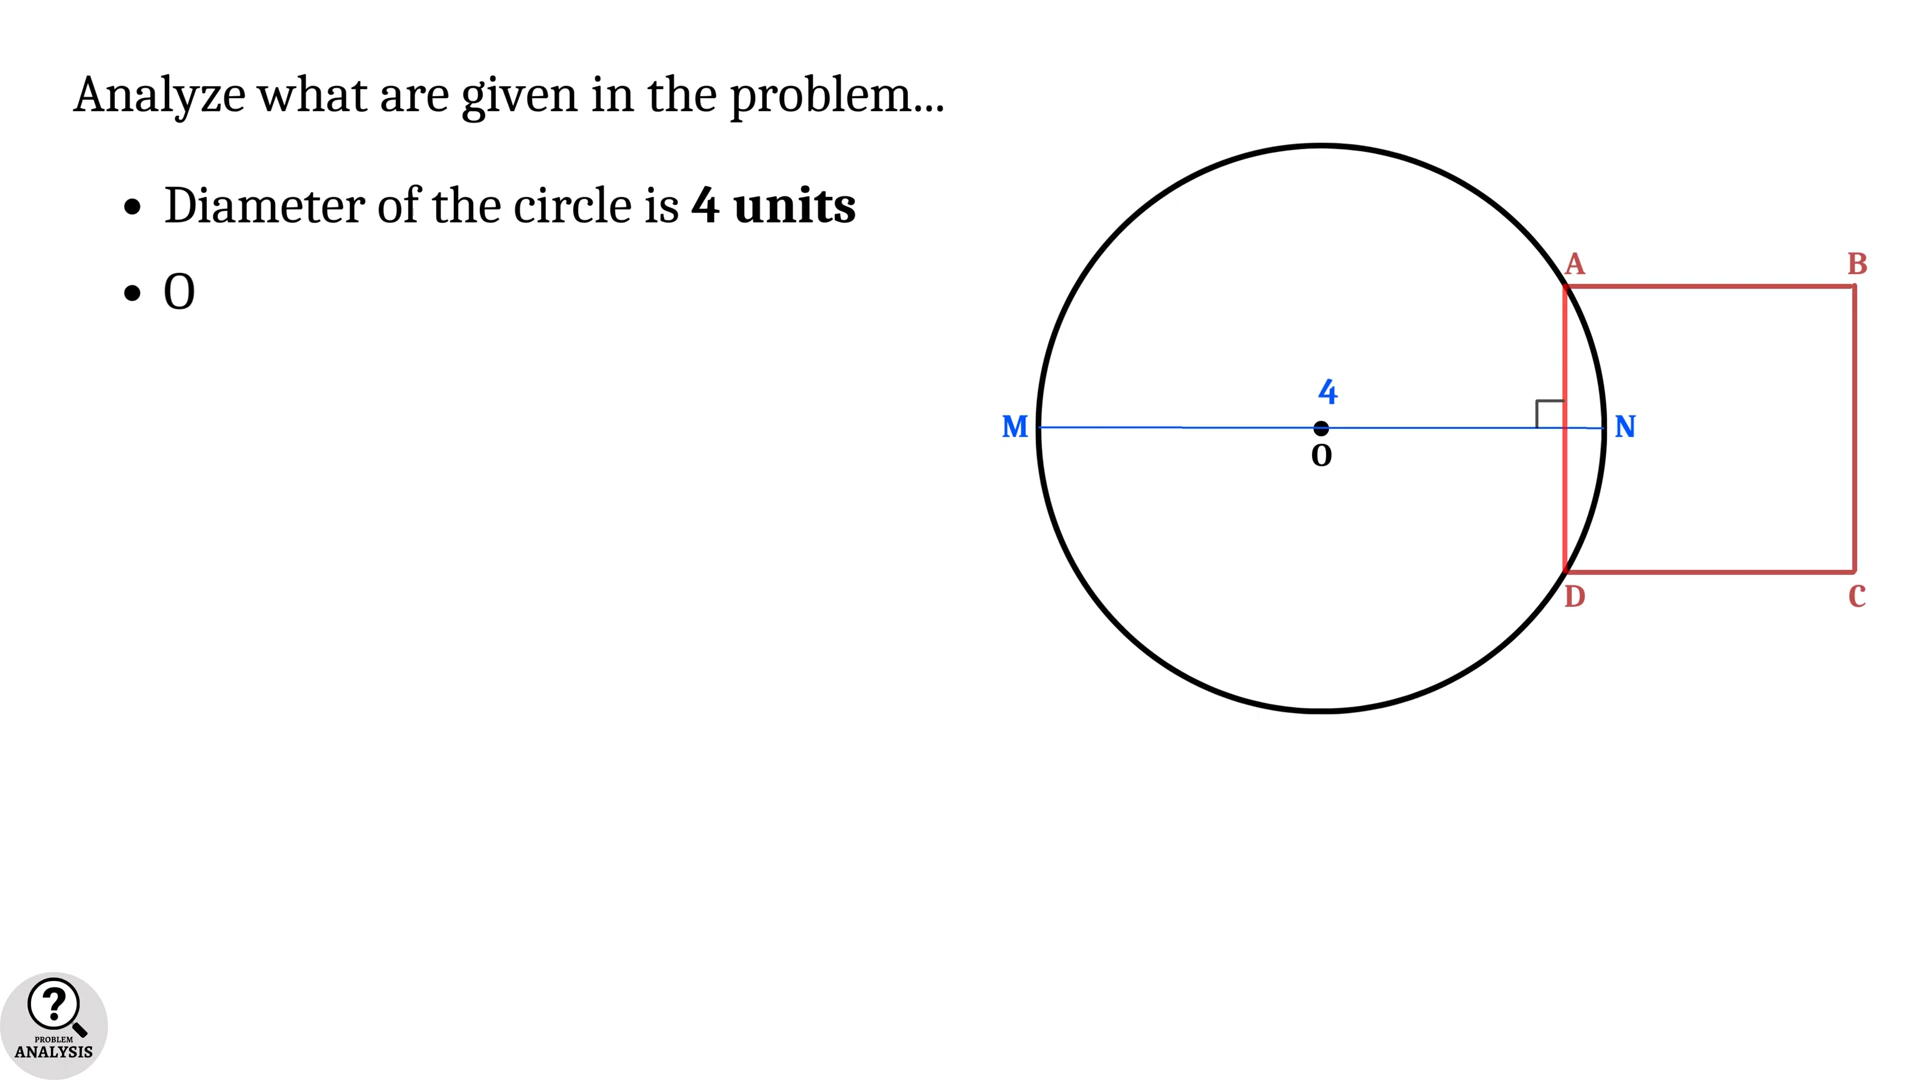 Analyze what are given in the problem...
• Diameter of the circle is 4 units
• O
A
B
4
M
N
O
D
C
?
PROBLEM
ANALYSIS